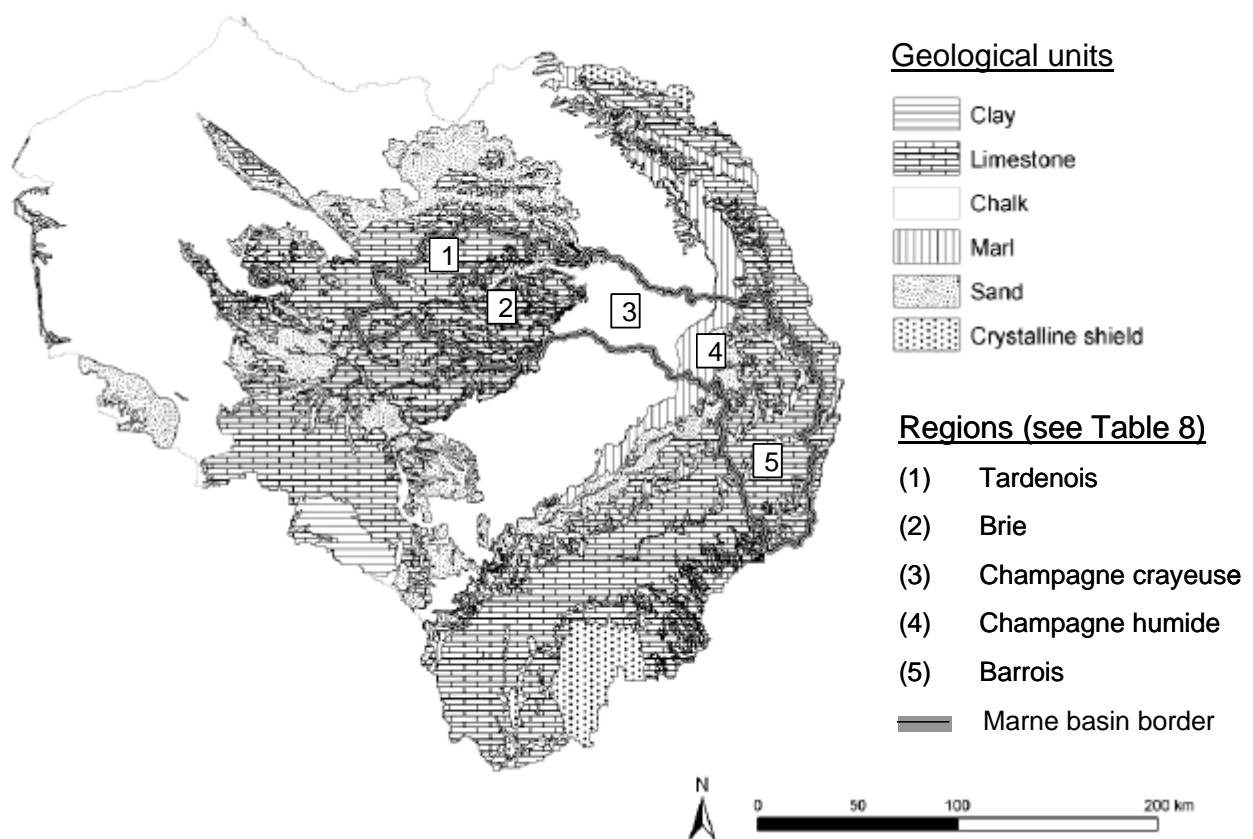 Geological units
Clay
Limestone
Chalk
Marl
Sand
Crystalline shield
1
2
3
4
5
Regions (see Table 8)
(1) Tardenois
(2) Brie
(3) Champagne crayeuse
(4) Champagne humide
(5) Barrois
Marne basin border
N
0 50 100 200 km